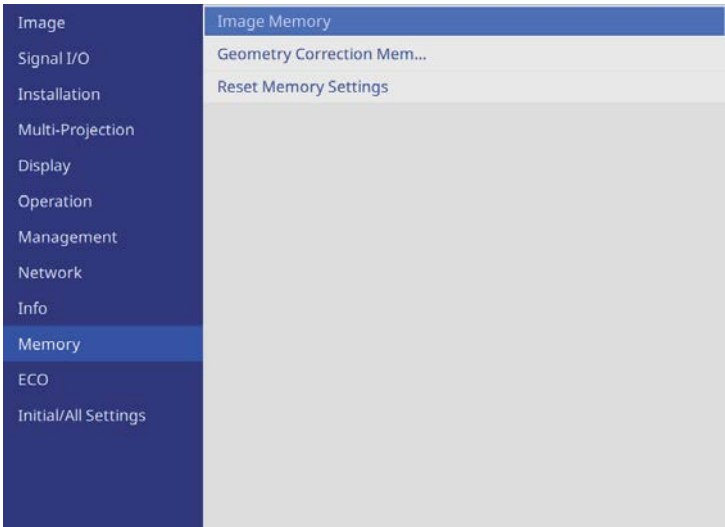 Image
Signal I/O
Installation
Multi-Projection
Display
Operation
Management
Network
Info
Memory
ECO
Initial/All Settings
Image Memory
Geometry Correction Mem...
Reset Memory Settings